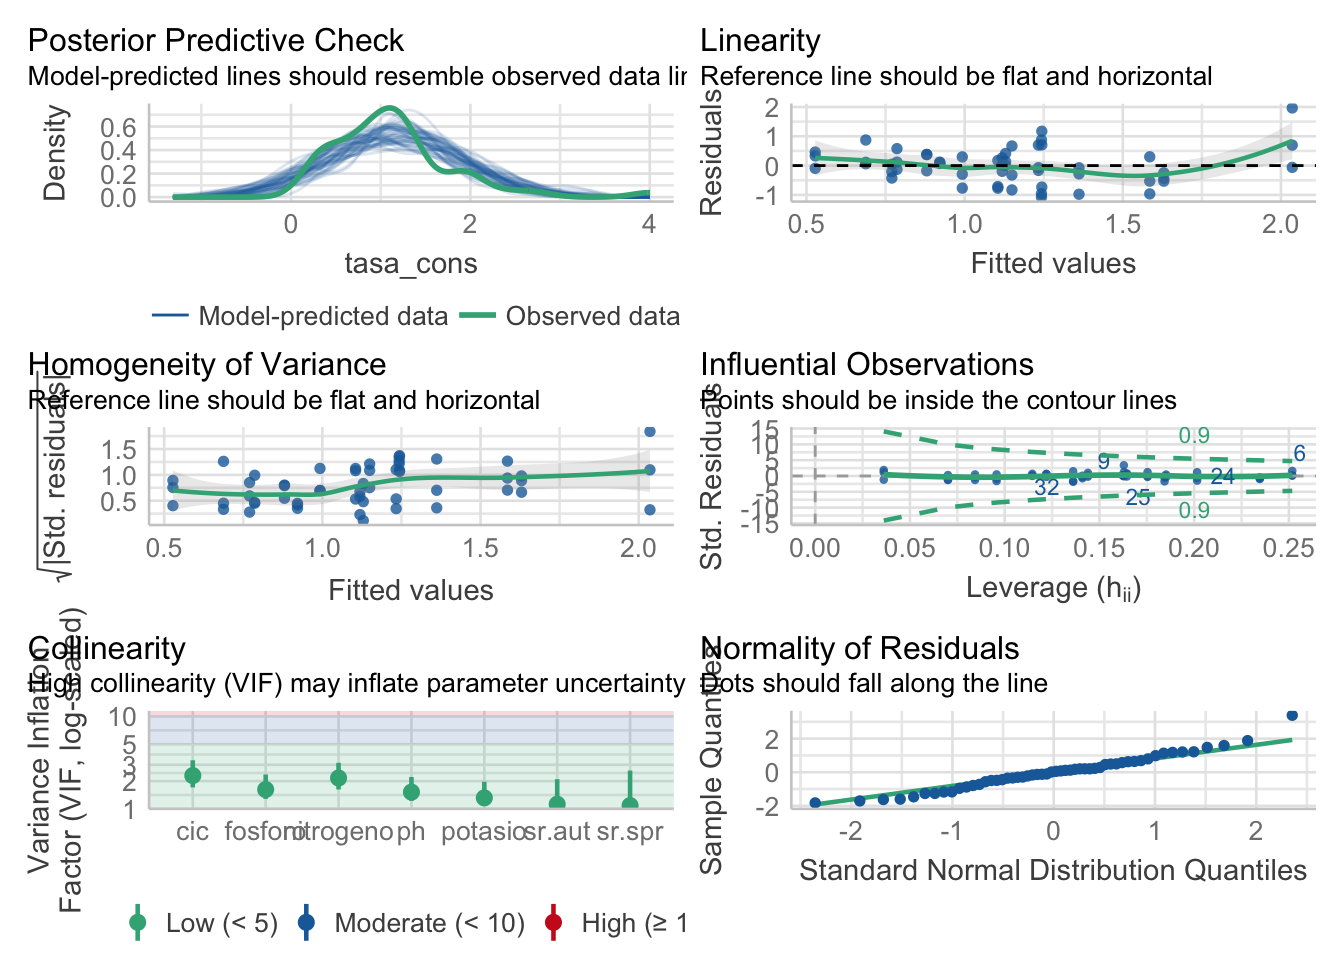 Posterior Predictive Check
Model-predicted lines should resemble observed data lin
Density
0.6
0.4
0.2
0.0
0
2
4
tasa_cons
Model-predicted data
Observed data
Linearity
Reference line should be flat and horizontal
Residuals
2
1
0
-1
0.5
1.0
1.5
2.0
Fitted values
Homogeneity of Variance
Reference line should be flat and horizontal
√|Std. residuals|
1.5
1.0
0.5
0.5
1.0
1.5
2.0
Fitted values
Influential Observations
Points should be inside the contour lines
Std. Residuals
15
10
5
0
-5
-10
-15
0.9
6
9
24
32
25
0.9
0.00
0.05
0.10
0.15
0.20
0.25
Leverage (hii)
Collinearity
High collinearity (VIF) may inflate parameter uncertainty
Variance Inflation
Factor (VIF, log-scaled)
10
5
3
2
1
cic
fosforo
nitrogeno
ph
potasio
sr.aut
sr.spr
Low (< 5)
Moderate (< 10)
High (≥ 1
Normality of Residuals
Dots should fall along the line
Sample Quantiles
2
0
-2
-2
-1
0
1
2
Standard Normal Distribution Quantiles